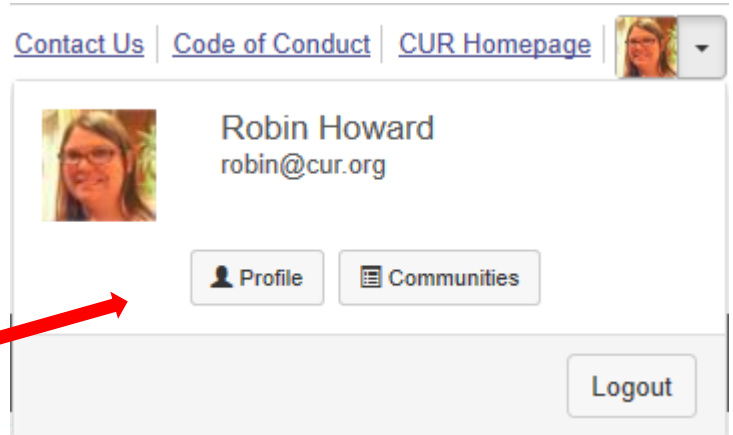 Contact Us Code of Conduct CUR Homepage
Robin Howard
robin@cur.org
Profile Communities
Logout